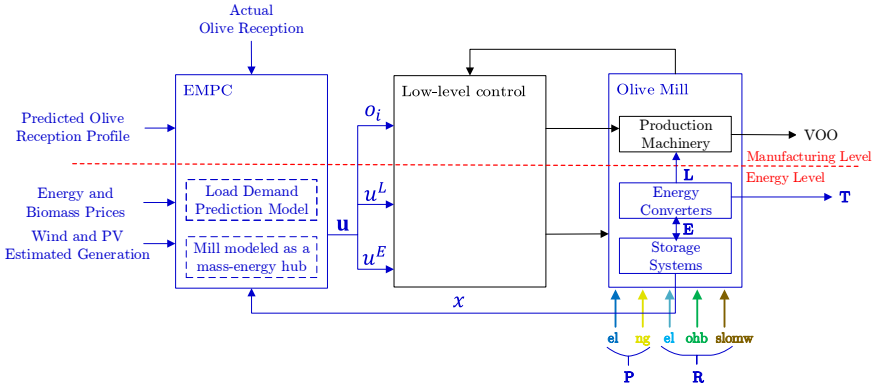 Actual
Olive Reception
EMPC
Low-level control
Olive Mill
Predicted Olive
Reception Profile
o_i
Production
Machinery
VOO
Manufacturing Level
Energy Level
Energy and
Biomass Prices
Load Demand
Prediction Model
u^L
L
Energy
Converters
T
Wind and PV
Estimated Generation
Mill modeled as a
mass-energy hub
u
u^E
E
Storage
Systems
x
el
ng
el
ohb
slomw
P
R